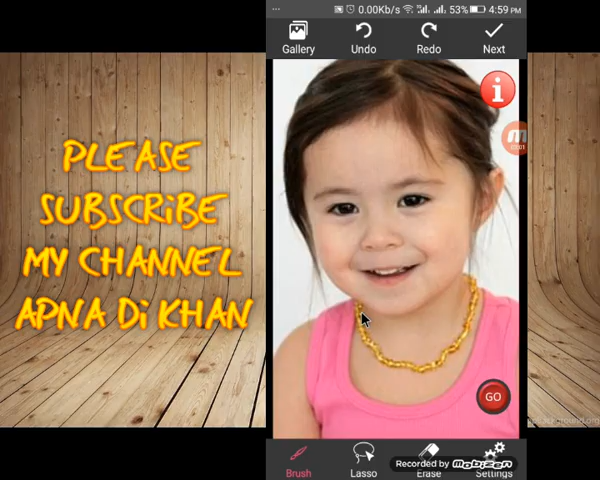 ... 0.00Kb/s 53% 4:59 PM
Gallery Undo Redo Next
i
PLEASE
SUBSCRiBE
MY CHANNEL
APNA Di KHAN
GO
Brush Lasso Erase Settings
Recorded by mobizen